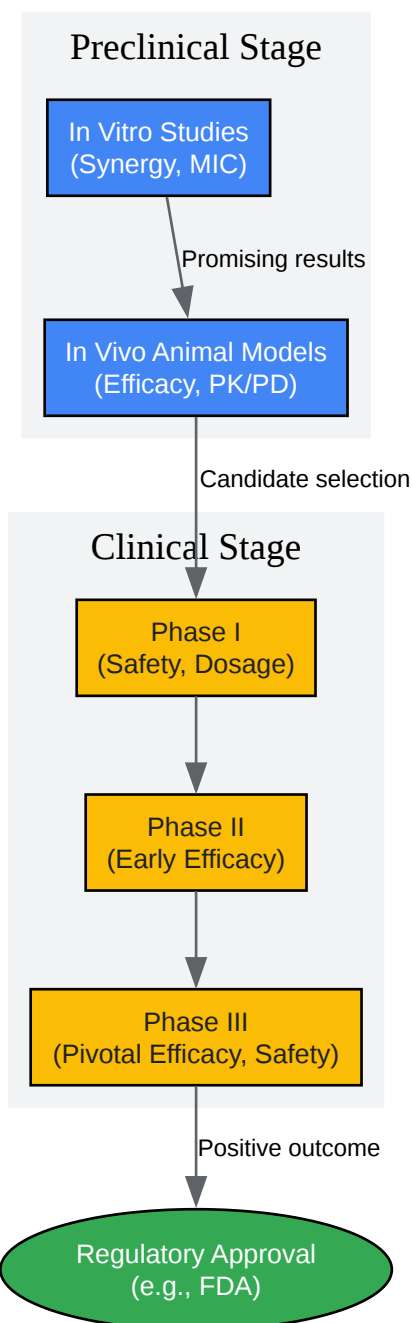 Preclinical Stage
In Vitro Studies
(Synergy, MIC)
Promising results
In Vivo Animal Models
(Efficacy, PK/PD)
Candidate selection
Clinical Stage
Phase I
(Safety, Dosage)
Phase II
(Early Efficacy)
Phase III
(Pivotal Efficacy, Safety)
Positive outcome
Regulatory Approval
(e.g., FDA)